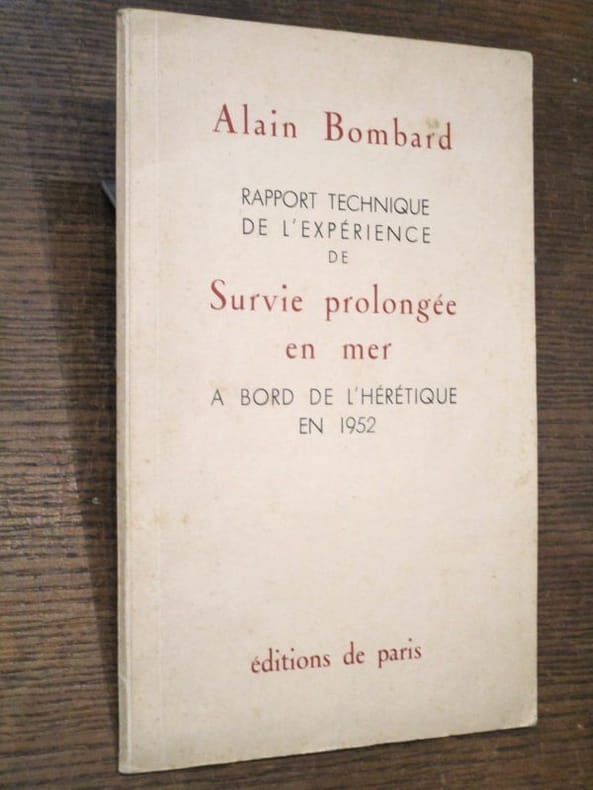 Alain Bombard
RAPPORT TECHNIQUE
DE L'EXPÉRIENCE
DE
Survie prolongée
en mer
A BORD DE L'HÉRÉTIQUE
EN 1952
éditions de paris